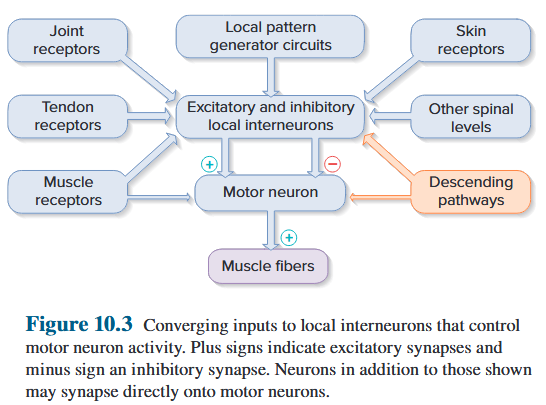 Joint
receptors
Local pattern
generator circuits
Skin
receptors
Tendon
receptors
Excitatory and inhibitory
local interneurons
Other spinal
levels
+
−
Muscle
receptors
Motor neuron
Descending
pathways
+
Muscle fibers
Figure 10.3 Converging inputs to local interneurons that control
motor neuron activity. Plus signs indicate excitatory synapses and
minus sign an inhibitory synapse. Neurons in addition to those shown
may synapse directly onto motor neurons.